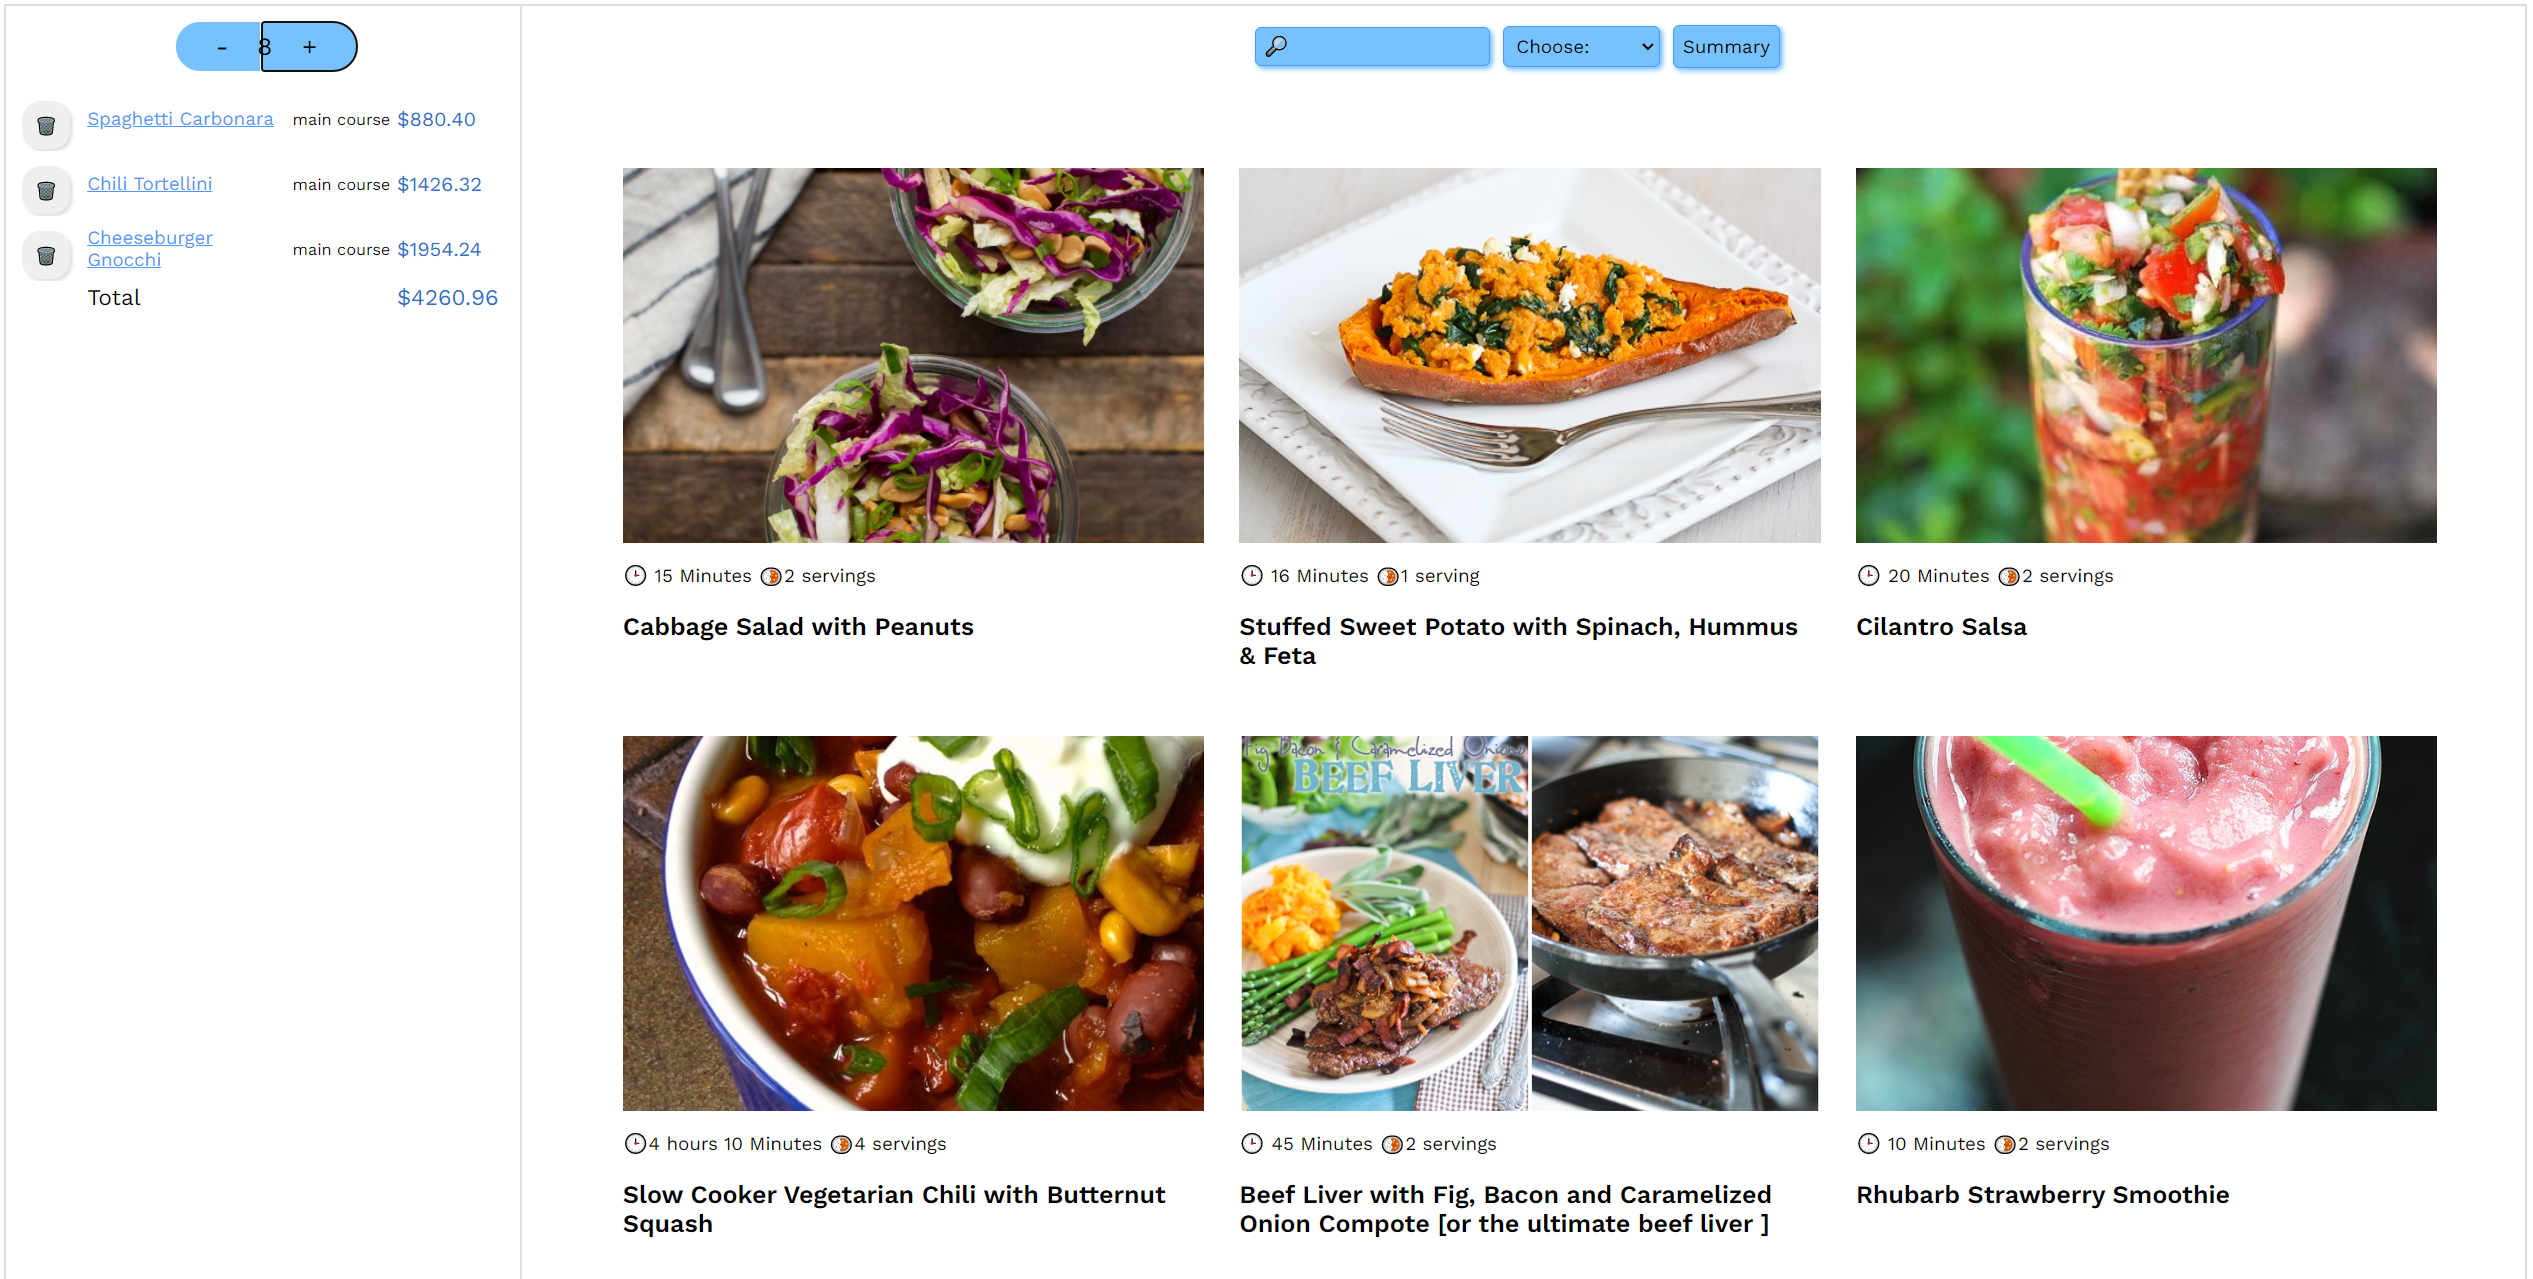 - 8 +
Spaghetti Carbonara main course $880.40
Chili Tortellini main course $1426.32
Cheeseburger
Gnocchi main course $1954.24
Total $4260.96
Choose: Summary
15 Minutes 2 servings
Cabbage Salad with Peanuts
16 Minutes 1 serving
Stuffed Sweet Potato with Spinach, Hummus
& Feta
20 Minutes 2 servings
Cilantro Salsa
Fig Bacon & Caramelized Onion
BEEF LIVER
4 hours 10 Minutes 4 servings
Slow Cooker Vegetarian Chili with Butternut
Squash
45 Minutes 2 servings
Beef Liver with Fig, Bacon and Caramelized
Onion Compote [or the ultimate beef liver ]
10 Minutes 2 servings
Rhubarb Strawberry Smoothie